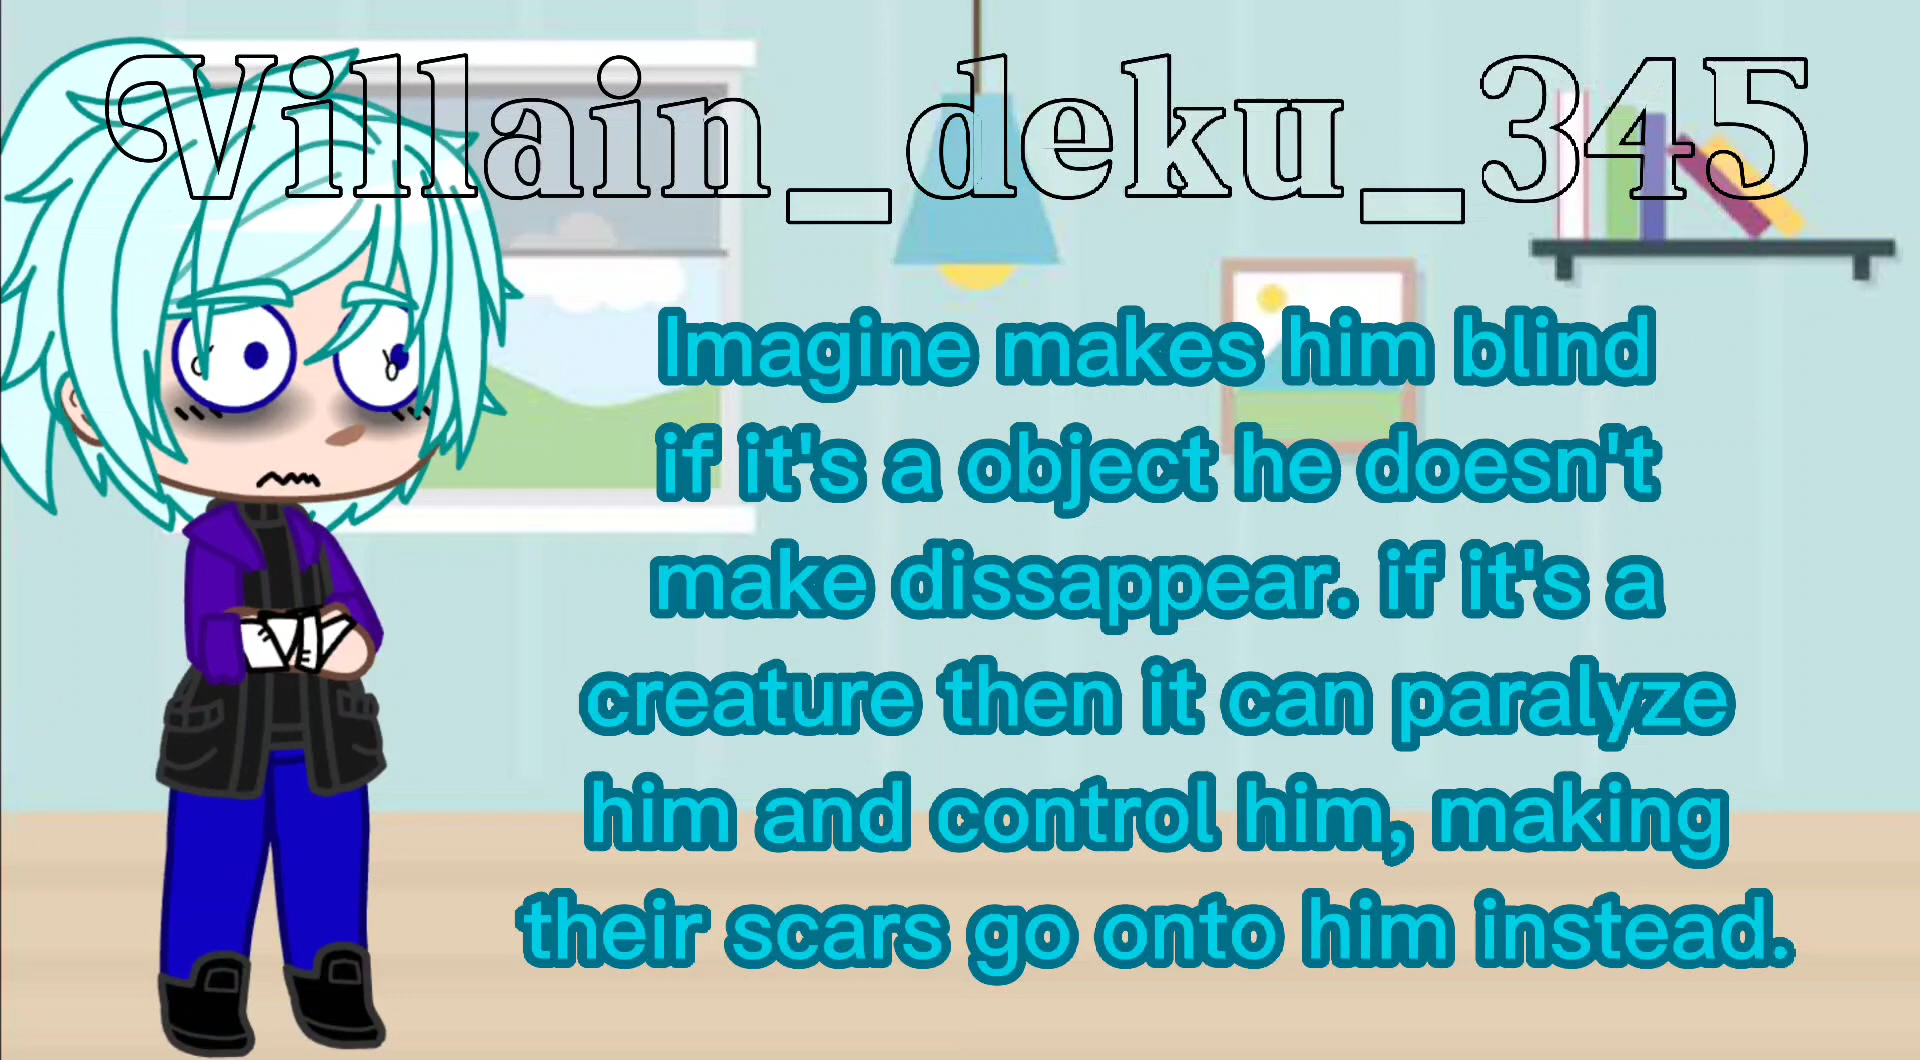 Villain_deku_345
Imagine makes him blind
if it's a object he doesn't
make dissappear. if it's a
creature then it can paralyze
him and control him, making
their scars go onto him instead.